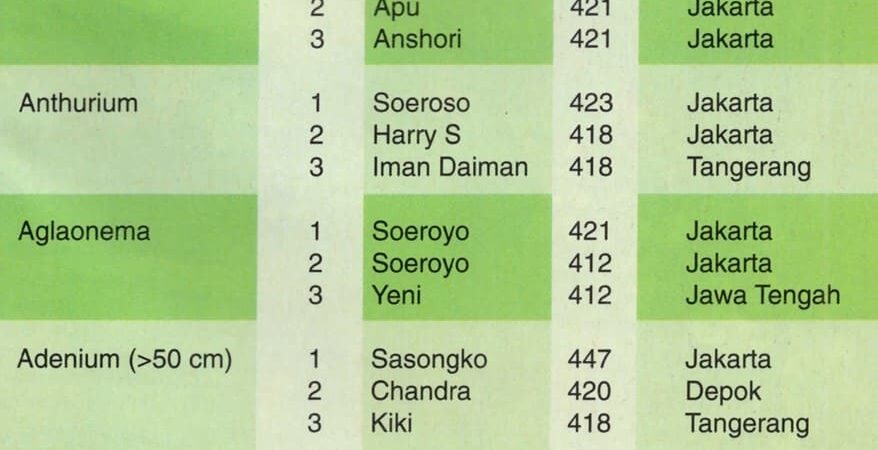 2 Apu 421 Jakarta
3 Anshori 421 Jakarta
Anthurium 1 Soeroso 423 Jakarta
2 Harry S 418 Jakarta
3 Iman Daiman 418 Tangerang
Aglaonema 1 Soeroyo 421 Jakarta
2 Soeroyo 412 Jakarta
3 Yeni 412 Jawa Tengah
Adenium (>50 cm) 1 Sasongko 447 Jakarta
2 Chandra 420 Depok
3 Kiki 418 Tangerang